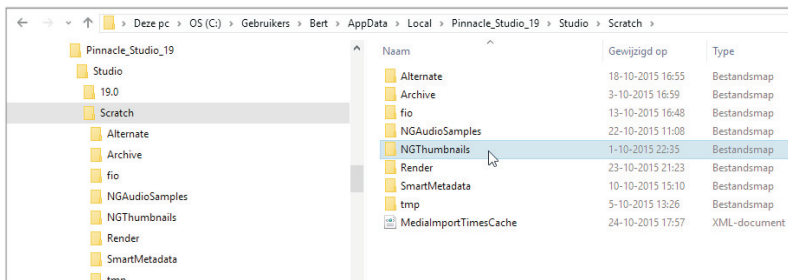 Deze pc > OS (C:) > Gebruikers > Bert > AppData > Local > Pinnacle_Studio_19 > Studio > Scratch >
Pinnacle_Studio_19
Studio
19.0
Scratch
Alternate
Archive
fio
NGAudioSamples
NGThumbnails
Render
SmartMetadata
tmp
Naam Gewijzigd op Type
Alternate 18-10-2015 16:55 Bestandsmap
Archive 3-10-2015 16:59 Bestandsmap
fio 13-10-2015 16:48 Bestandsmap
NGAudioSamples 22-10-2015 11:08 Bestandsmap
NGThumbnails 1-10-2015 22:35 Bestandsmap
Render 23-10-2015 21:23 Bestandsmap
SmartMetadata 10-10-2015 15:10 Bestandsmap
tmp 5-10-2015 13:26 Bestandsmap
MediaImportTimesCache 24-10-2015 17:57 XML-document